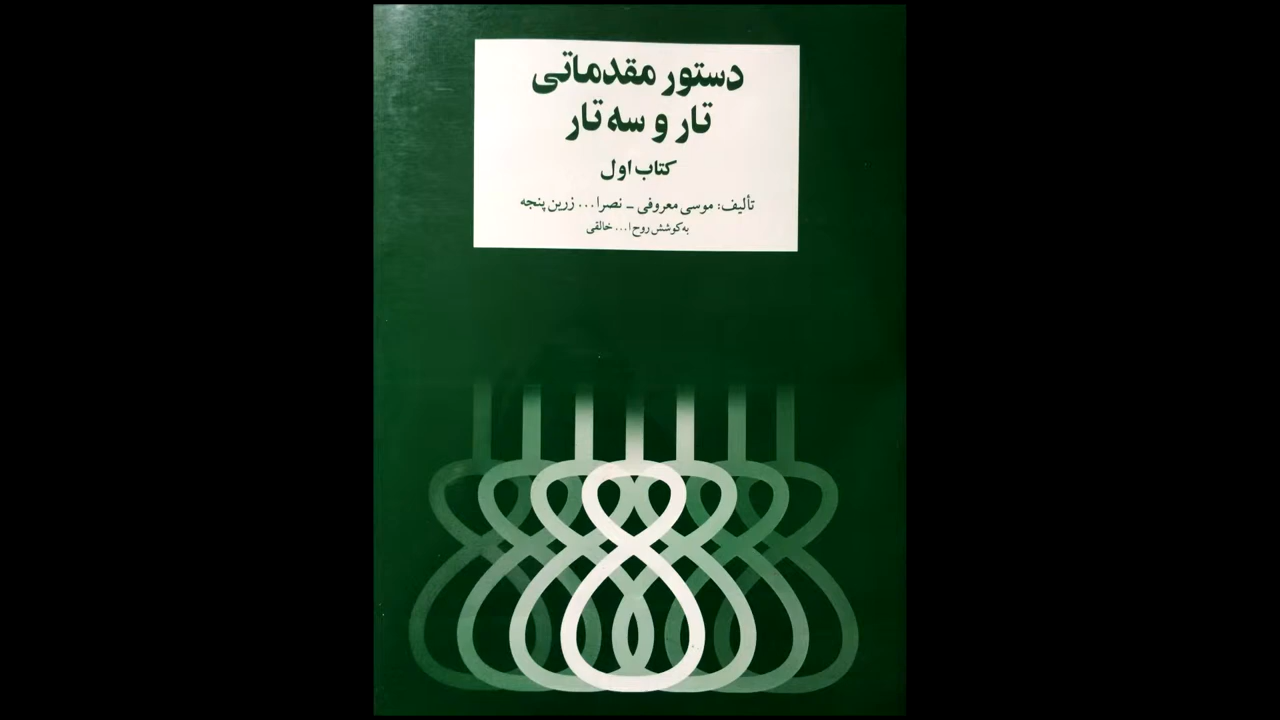 دستور مقدماتی
تار و سه تار
کتاب اول
تألیف: موسی معروفی - نصرا... زرین پنجه
به کوشش روح ا... خالقی